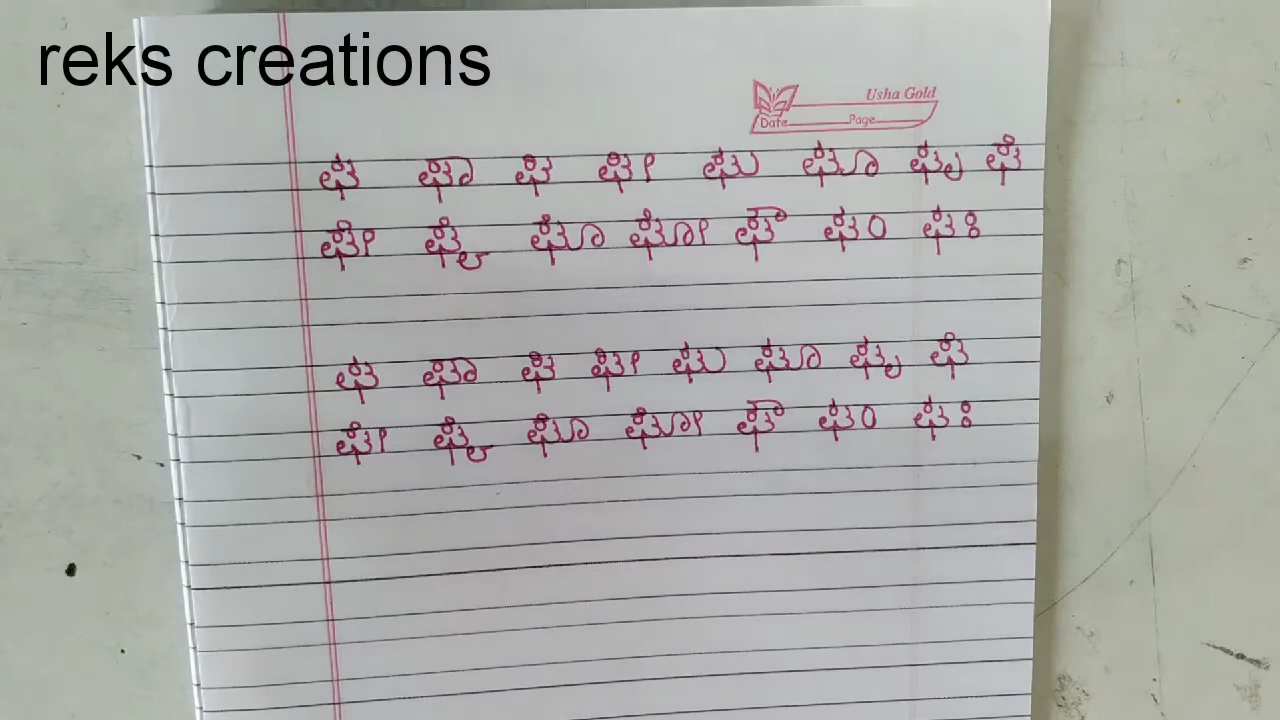 reks creations
Usha Gold
Date Page
ಛ ಛಾ ಛಿ ಛೀ ಛು ಛೂ ಛೃ ಛೆ
ಛೇ ಛೈ ಛೊ ಛೋ ಛೌ ಛಂ ಛಃ
ಛ ಛಾ ಛಿ ಛೀ ಛು ಛೂ ಛೃ ಛೆ
ಛೇ ಛೈ ಛೊ ಛೋ ಛೌ ಛಂ ಛಃ